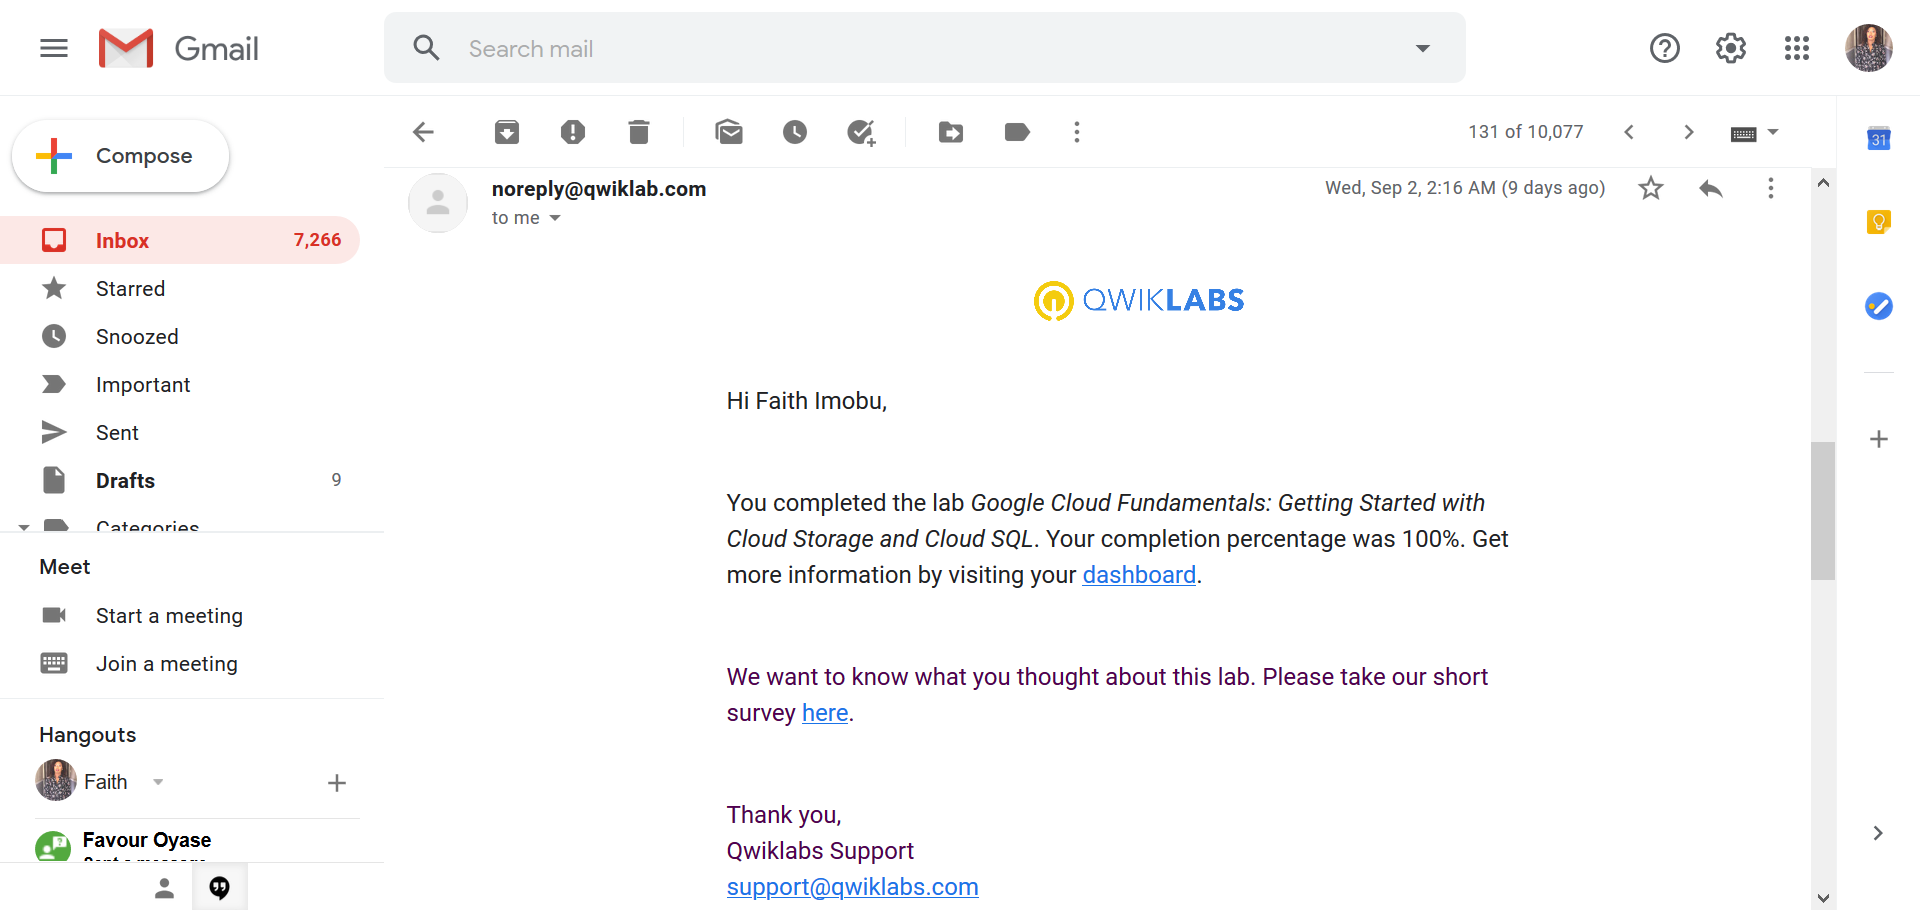 Gmail
Search mail
Compose
131 of 10,077
31
Inbox 7,266
Starred
Snoozed
Important
Sent
Drafts 9
Categories
Meet
Start a meeting
Join a meeting
Hangouts
Faith
Favour Oyase
noreply@qwiklab.com
Wed, Sep 2, 2:16 AM (9 days ago)
to me
QWIKLABS
Hi Faith Imobu,
You completed the lab Google Cloud Fundamentals: Getting Started with
Cloud Storage and Cloud SQL. Your completion percentage was 100%. Get
more information by visiting your dashboard.
We want to know what you thought about this lab. Please take our short
survey here.
Thank you,
Qwiklabs Support
support@qwiklabs.com